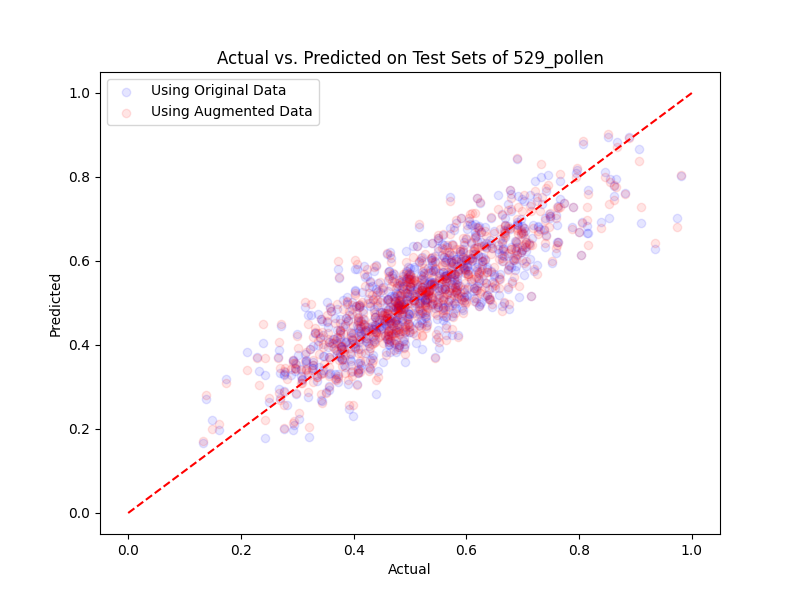 Actual vs. Predicted on Test Sets of 529_pollen
Using Original Data
Using Augmented Data
1.0
0.8
0.6
0.4
0.2
0.0
Predicted
0.0 0.2 0.4 0.6 0.8 1.0
Actual